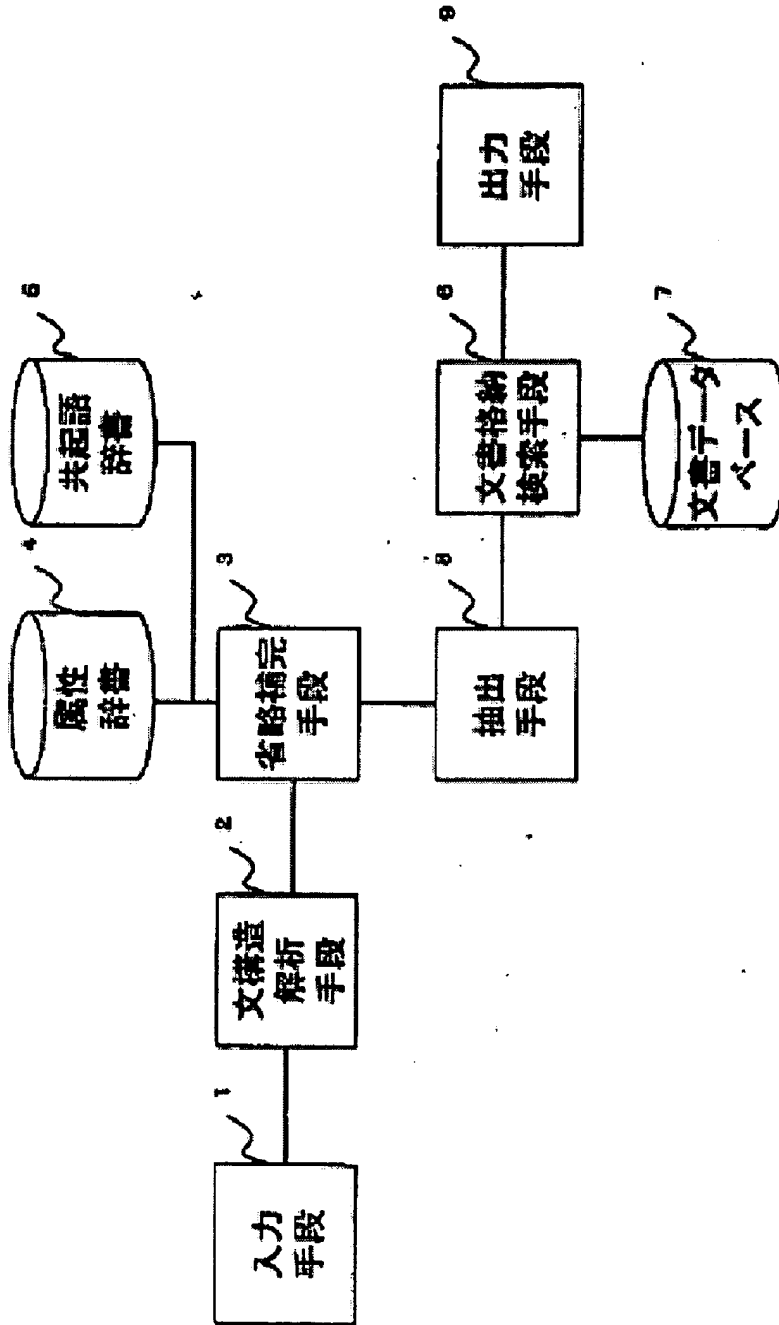 4
属性
辞書
5
共起語
辞書
1
入力
手段
2
文構造
解析
手段
3
省略補完
手段
8
抽出
手段
6
文書格納
検索手段
9
出力
手段
7
文書データ
ベース